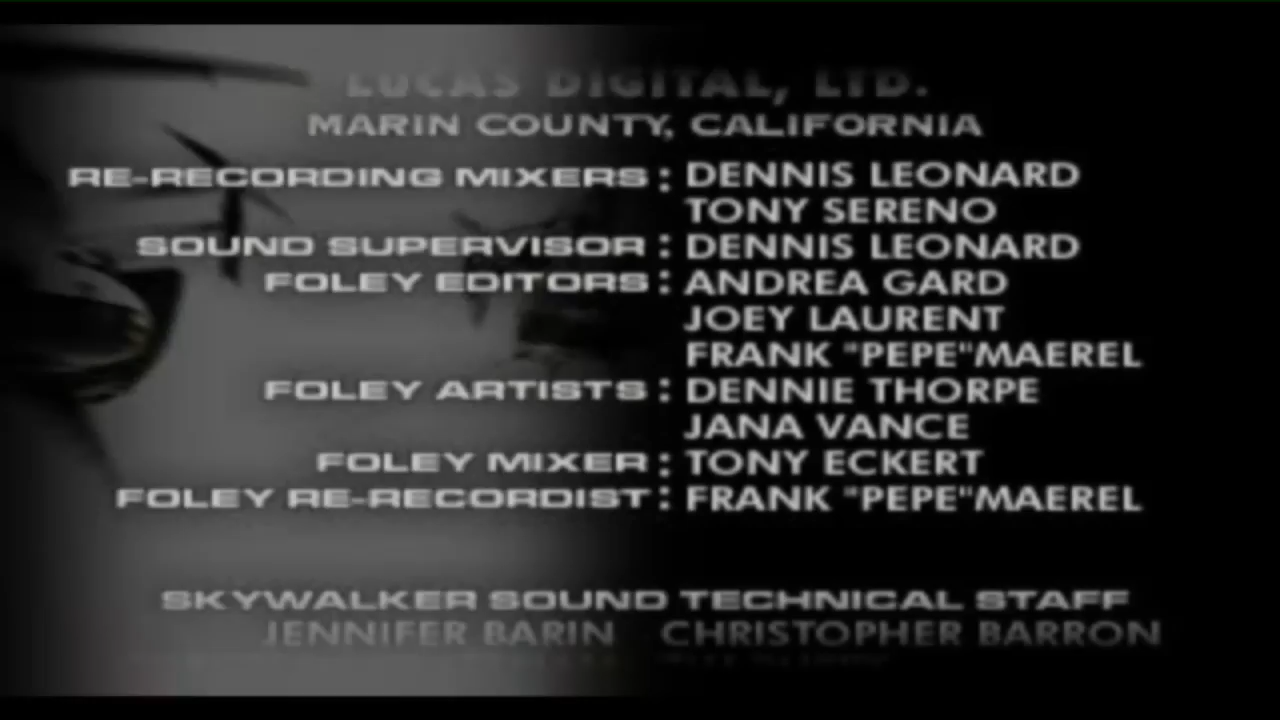 LUCAS DIGITAL, LTD.
MARIN COUNTY, CALIFORNIA
RE-RECORDING MIXERS : DENNIS LEONARD
TONY SERENO
SOUND SUPERVISOR : DENNIS LEONARD
FOLEY EDITORS : ANDREA GARD
JOEY LAURENT
FRANK "PEPE"MAEREL
FOLEY ARTISTS : DENNIE THORPE
JANA VANCE
FOLEY MIXER : TONY ECKERT
FOLEY RE-RECORDIST : FRANK "PEPE"MAEREL
SKYWALKER SOUND TECHNICAL STAFF
JENNIFER BARIN CHRISTOPHER BARRON